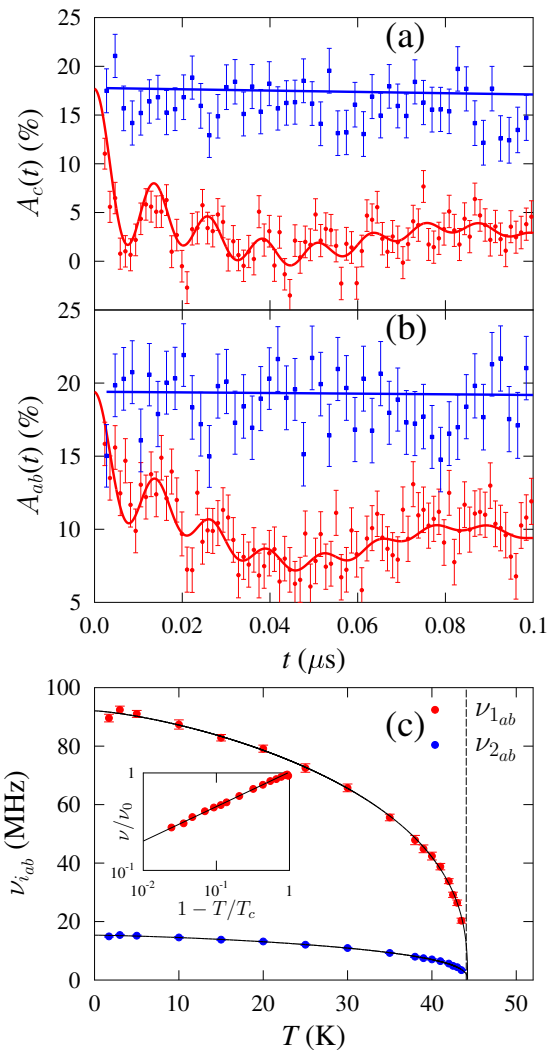 (a)
A_c(t) (%)
25
20
15
10
5
0
(b)
A_ab(t) (%)
25
20
15
10
5
0.0 0.02 0.04 0.06 0.08 0.1
t (μs)
(c)
ν_1ab
ν_2ab
ν_iab (MHz)
100
80
60
40
20
0
ν/ν_0
1
10^-1
10^-2 10^-1 1
1 − T/T_c
0 10 20 30 40 50
T (K)